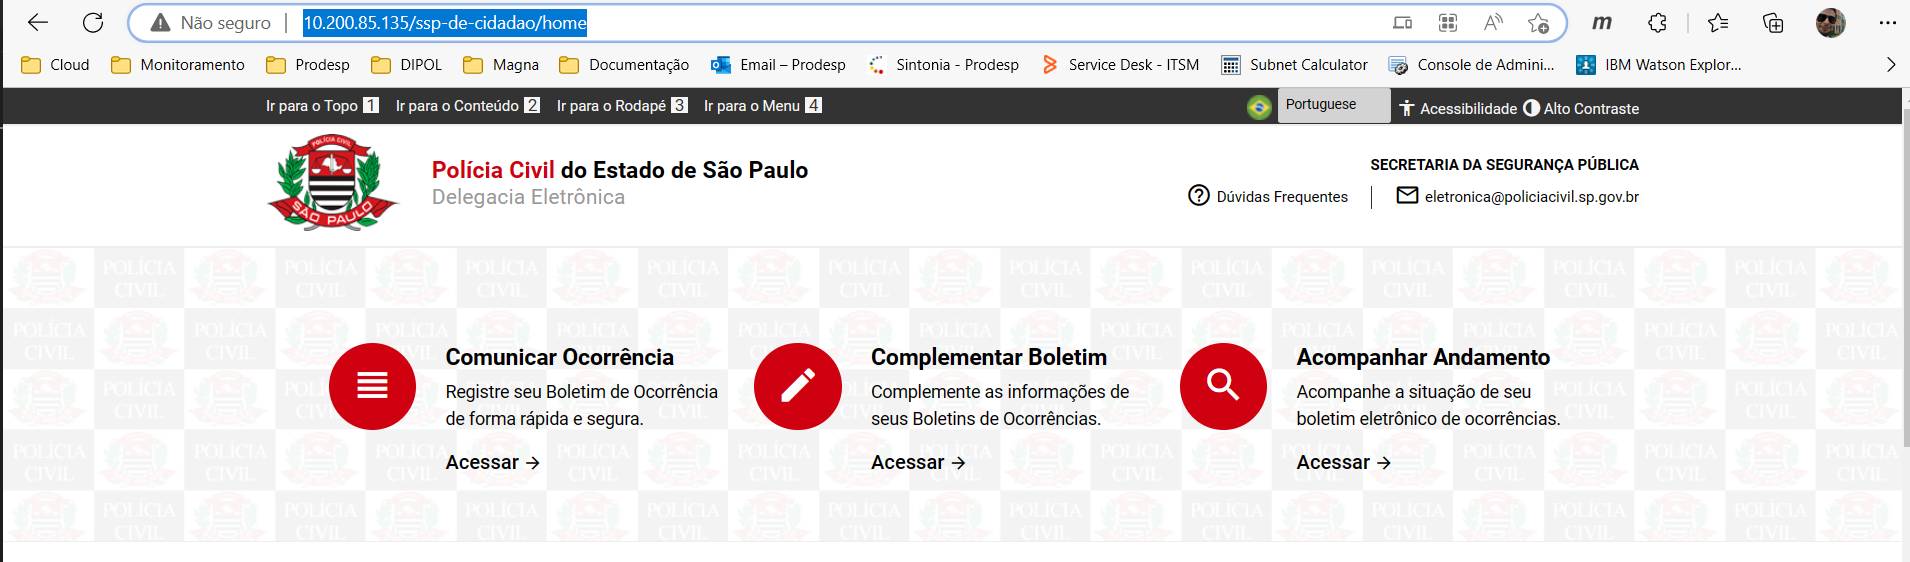 Não seguro 10.200.85.135/ssp-de-cidadao/home
Cloud Monitoramento Prodesp DIPOL Magna Documentação Email – Prodesp Sintonia - Prodesp Service Desk - ITSM Subnet Calculator Console de Admini... IBM Watson Explor...
Ir para o Topo 1 Ir para o Conteúdo 2 Ir para o Rodapé 3 Ir para o Menu 4 Portuguese Acessibilidade Alto Contraste
POLÍCIA CIVIL
SÃO PAULO
Polícia Civil do Estado de São Paulo
Delegacia Eletrônica
SECRETARIA DA SEGURANÇA PÚBLICA
Dúvidas Frequentes eletronica@policiacivil.sp.gov.br
POLÍCIA CIVIL
Comunicar Ocorrência
Registre seu Boletim de Ocorrência
de forma rápida e segura.
Acessar
Complementar Boletim
Complemente as informações de
seus Boletins de Ocorrências.
Acessar
Acompanhar Andamento
Acompanhe a situação de seu
boletim eletrônico de ocorrências.
Acessar